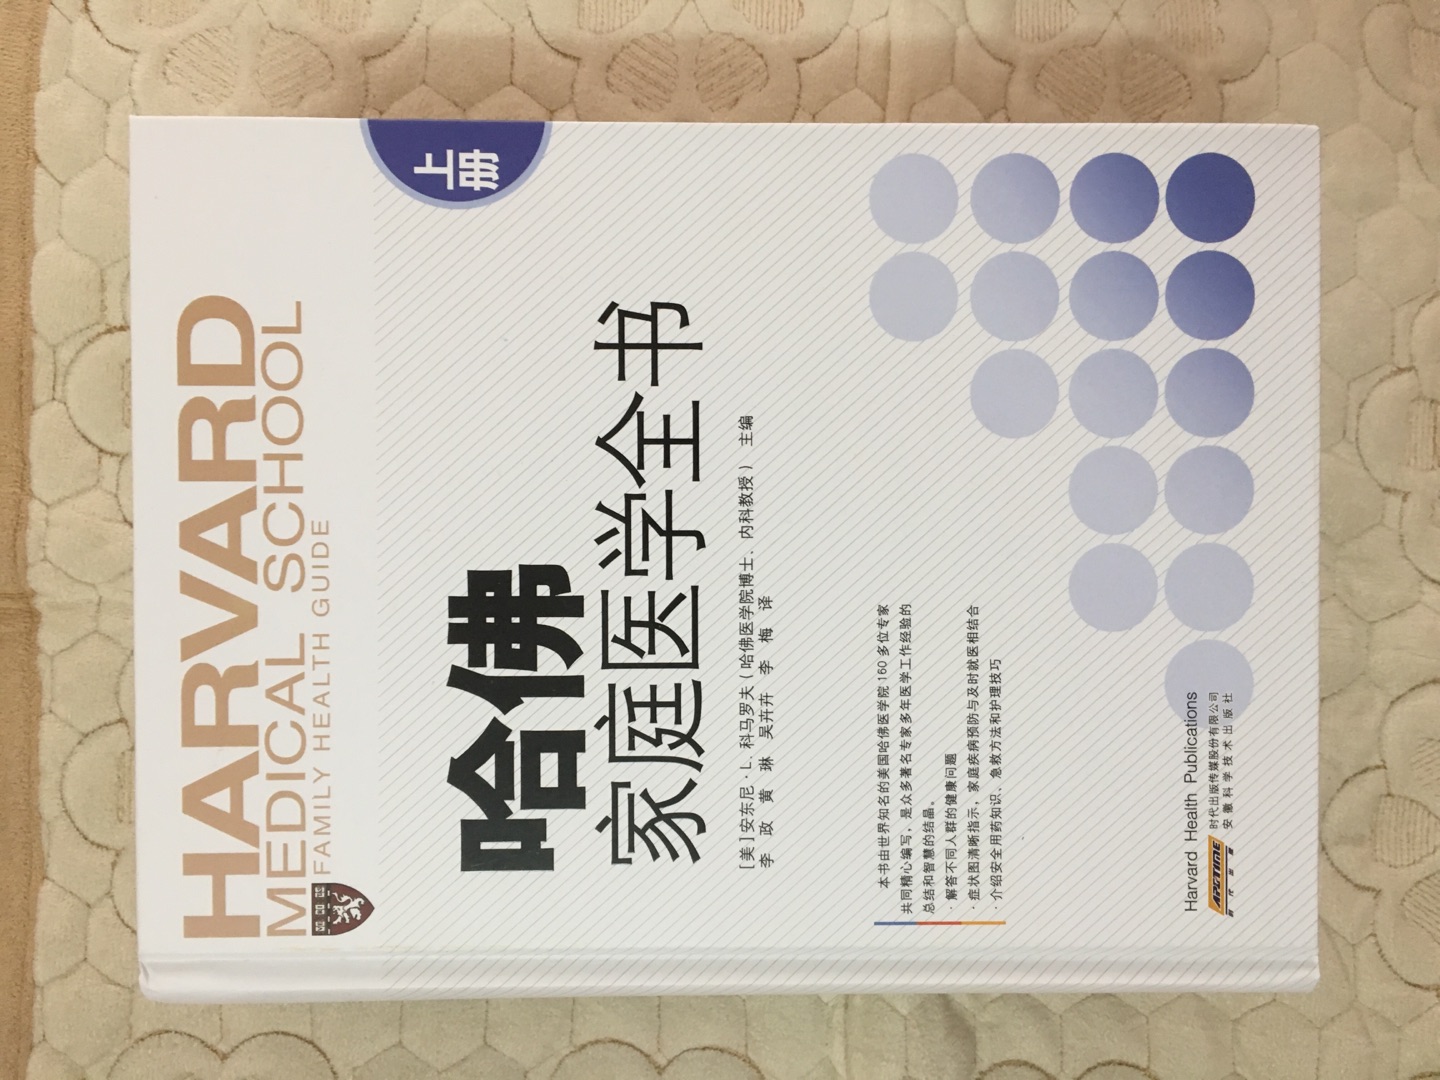 HARVARD
MEDICAL SCHOOL
FAMILY HEALTH GUIDE
上册
哈佛
家庭医学全书
[美]安东尼·L.科马罗夫(哈佛医学院博士、内科教授) 主编
李 政 黄 琳 吴卉卉 李 梅 译
本书由世界知名的美国哈佛医学院160多位专家
共同精心编写,是众多著名专家多年医学工作经验的
总结和智慧的结晶。
·解答不同人群的健康问题
·症状图清晰指示,家庭疾病预防与及时就医相结合
·介绍安全用药知识、急救方法和护理技巧
Harvard Health Publications
时代出版传媒股份有限公司
安徽科学技术出版社